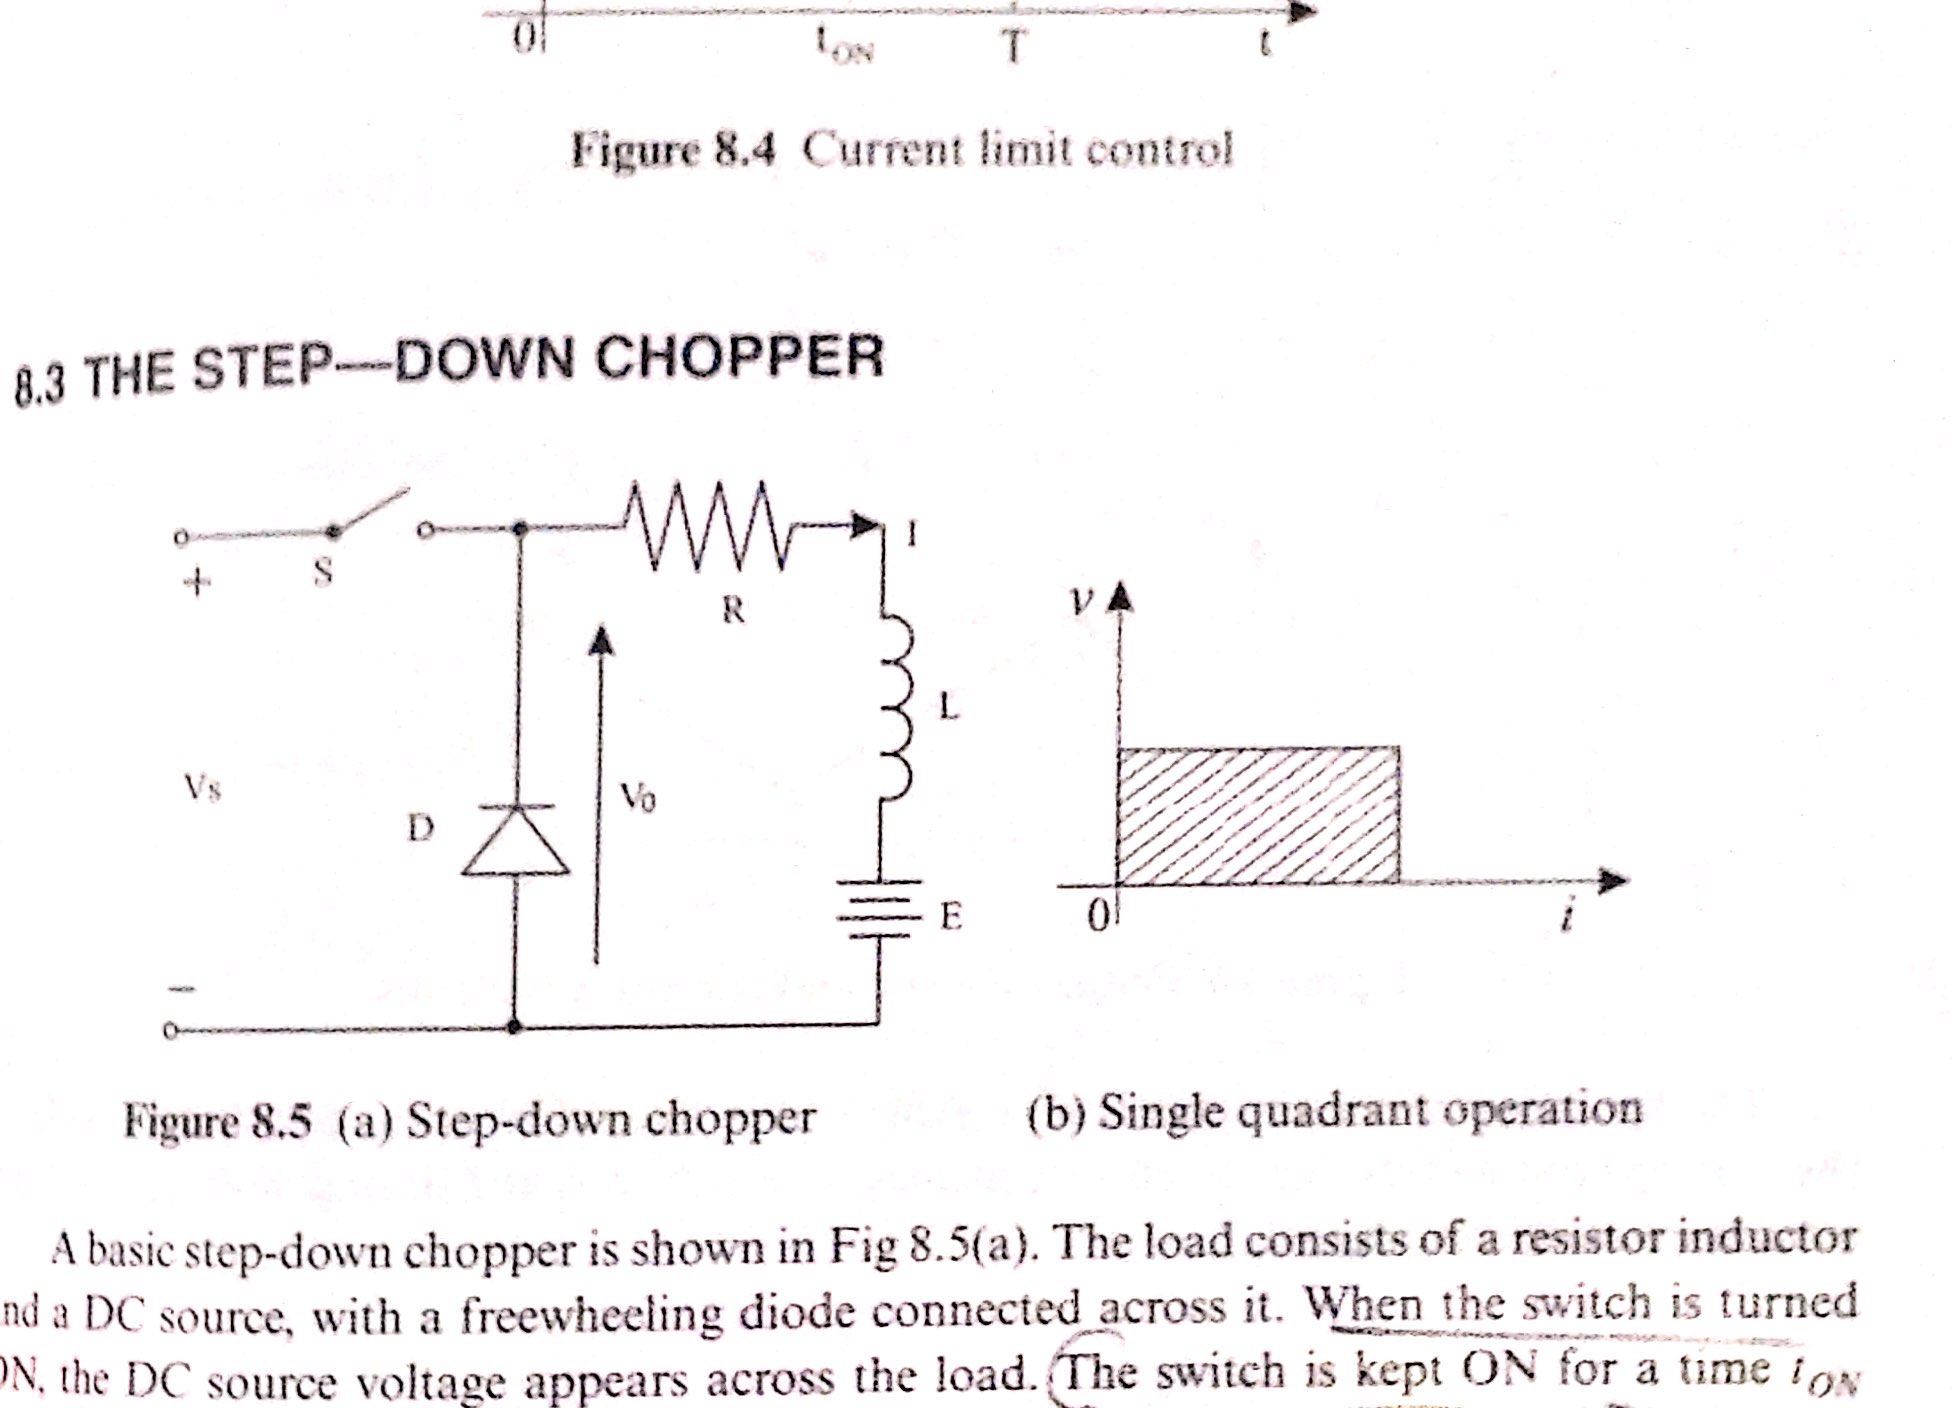 0 tON T t
Figure 8.4 Current limit control
8.3 THE STEP—DOWN CHOPPER
+ S R I
Vs D V0 L E
−
v 0 i
Figure 8.5 (a) Step-down chopper (b) Single quadrant operation
A basic step-down chopper is shown in Fig 8.5(a). The load consists of a resistor inductor
nd a DC source, with a freewheeling diode connected across it. When the switch is turned
ON, the DC source voltage appears across the load. The switch is kept ON for a time tON